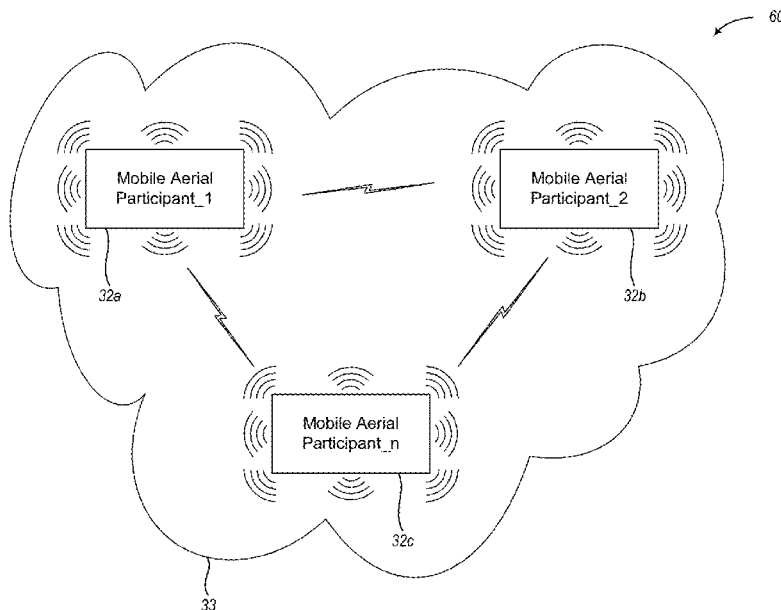 60
Mobile Aerial
Participant_1
Mobile Aerial
Participant_2
32a
32b
Mobile Aerial
Participant_n
32c
33